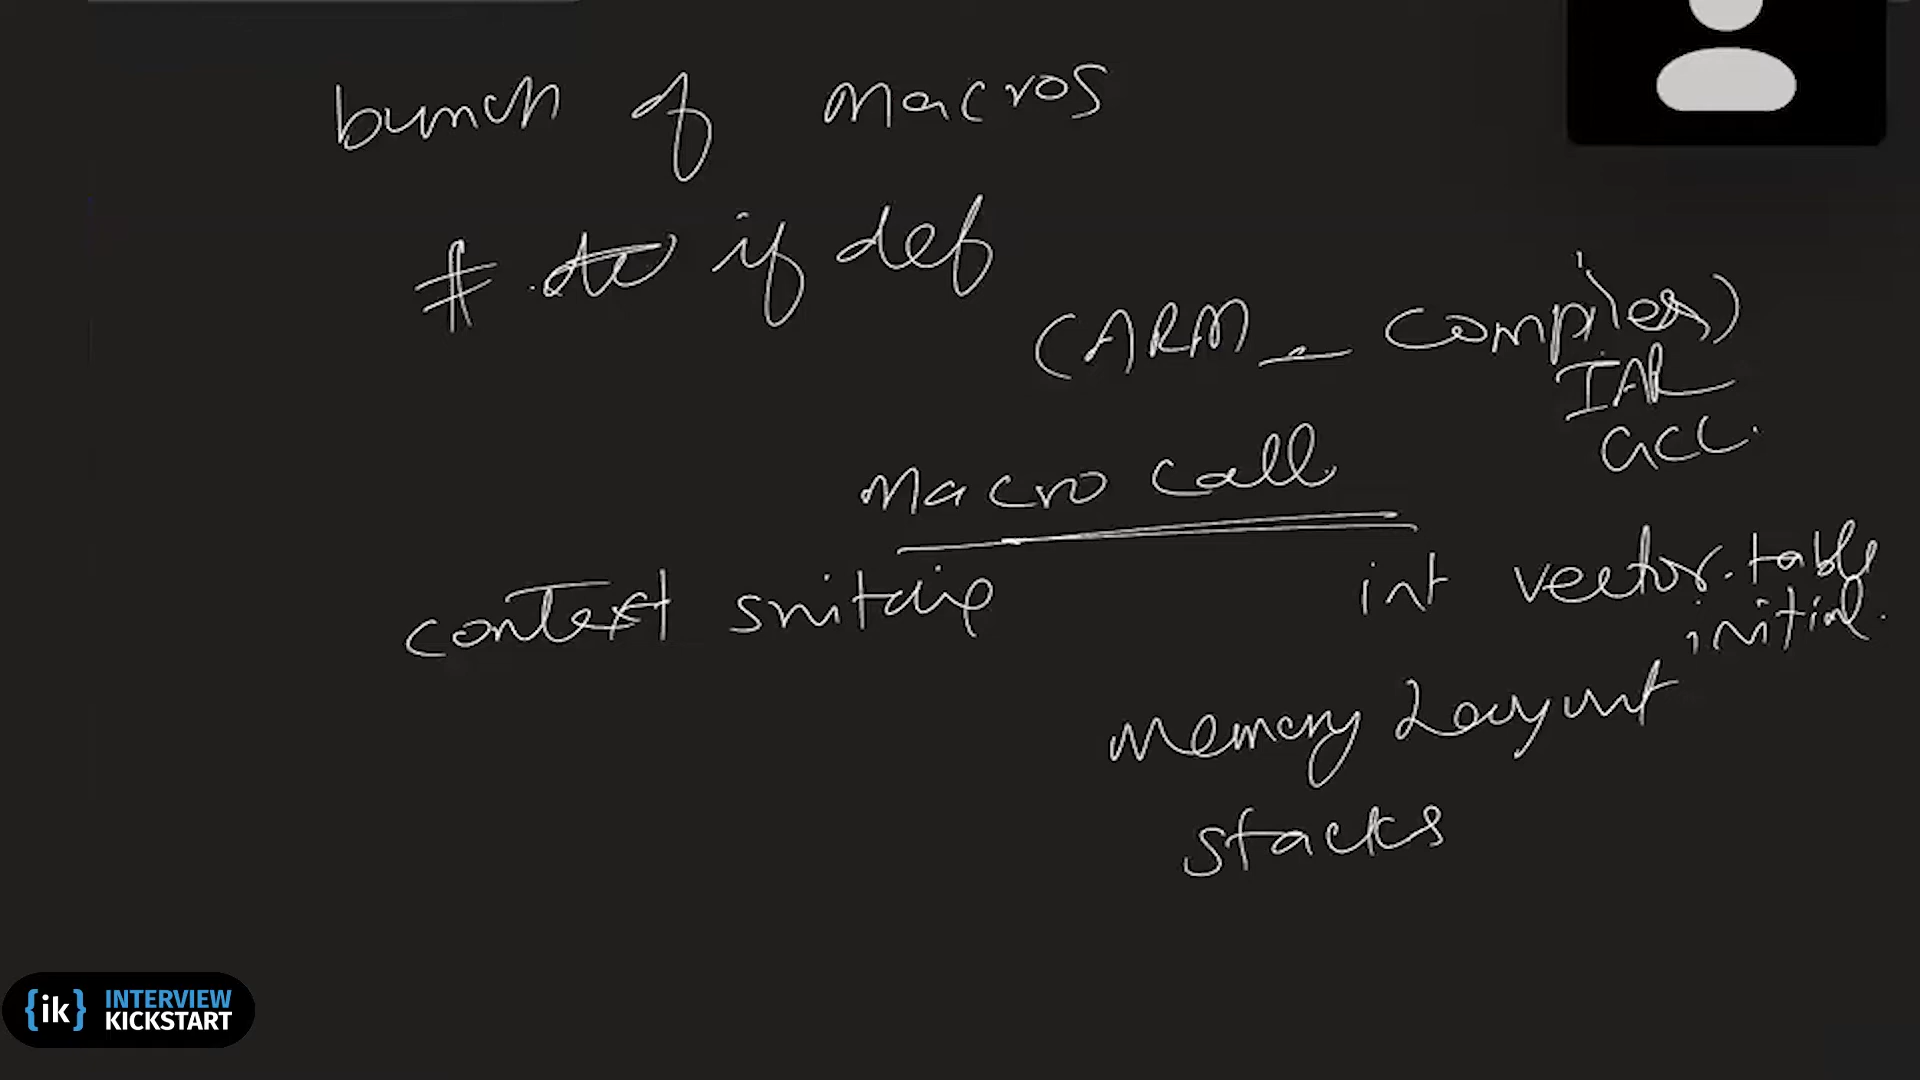 bunch of macros
# if def
(ARM_Compiler)
IAR
GCC.
Macro call
context switching
int vector.table
initial.
Memory Layout
stacks
{ik} INTERVIEW
KICKSTART